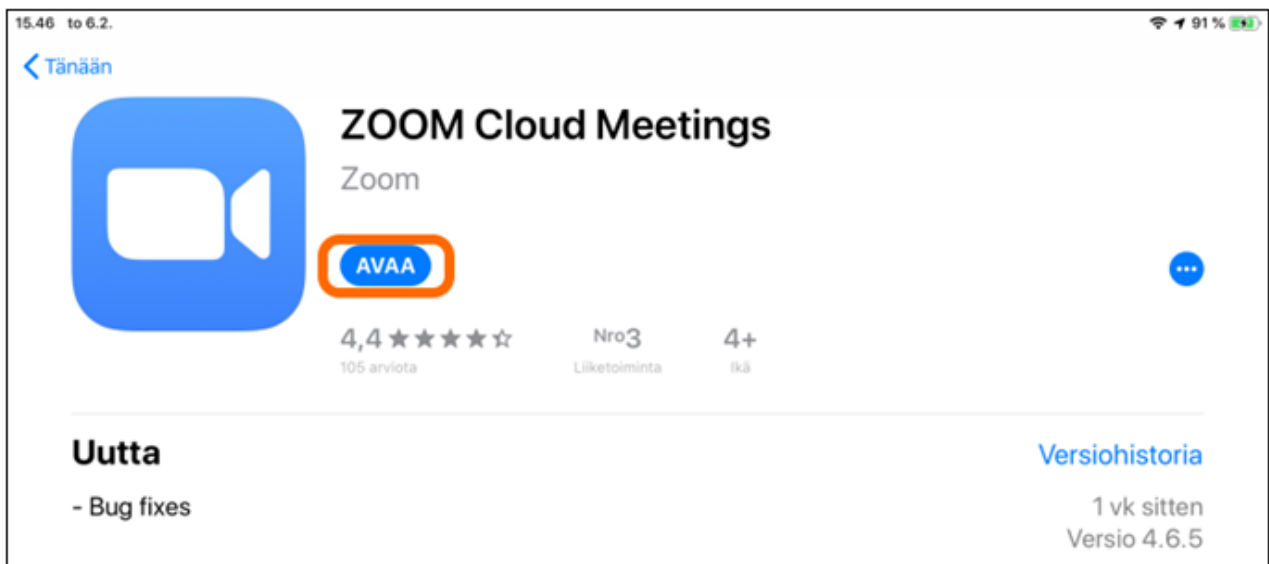 15.46 to 6.2.
91 %
Tänään
ZOOM Cloud Meetings
Zoom
AVAA
4,4 Nro3 4+
105 arviota Liiketoiminta Ikä
Uutta Versiohistoria
- Bug fixes 1 vk sitten
Versio 4.6.5